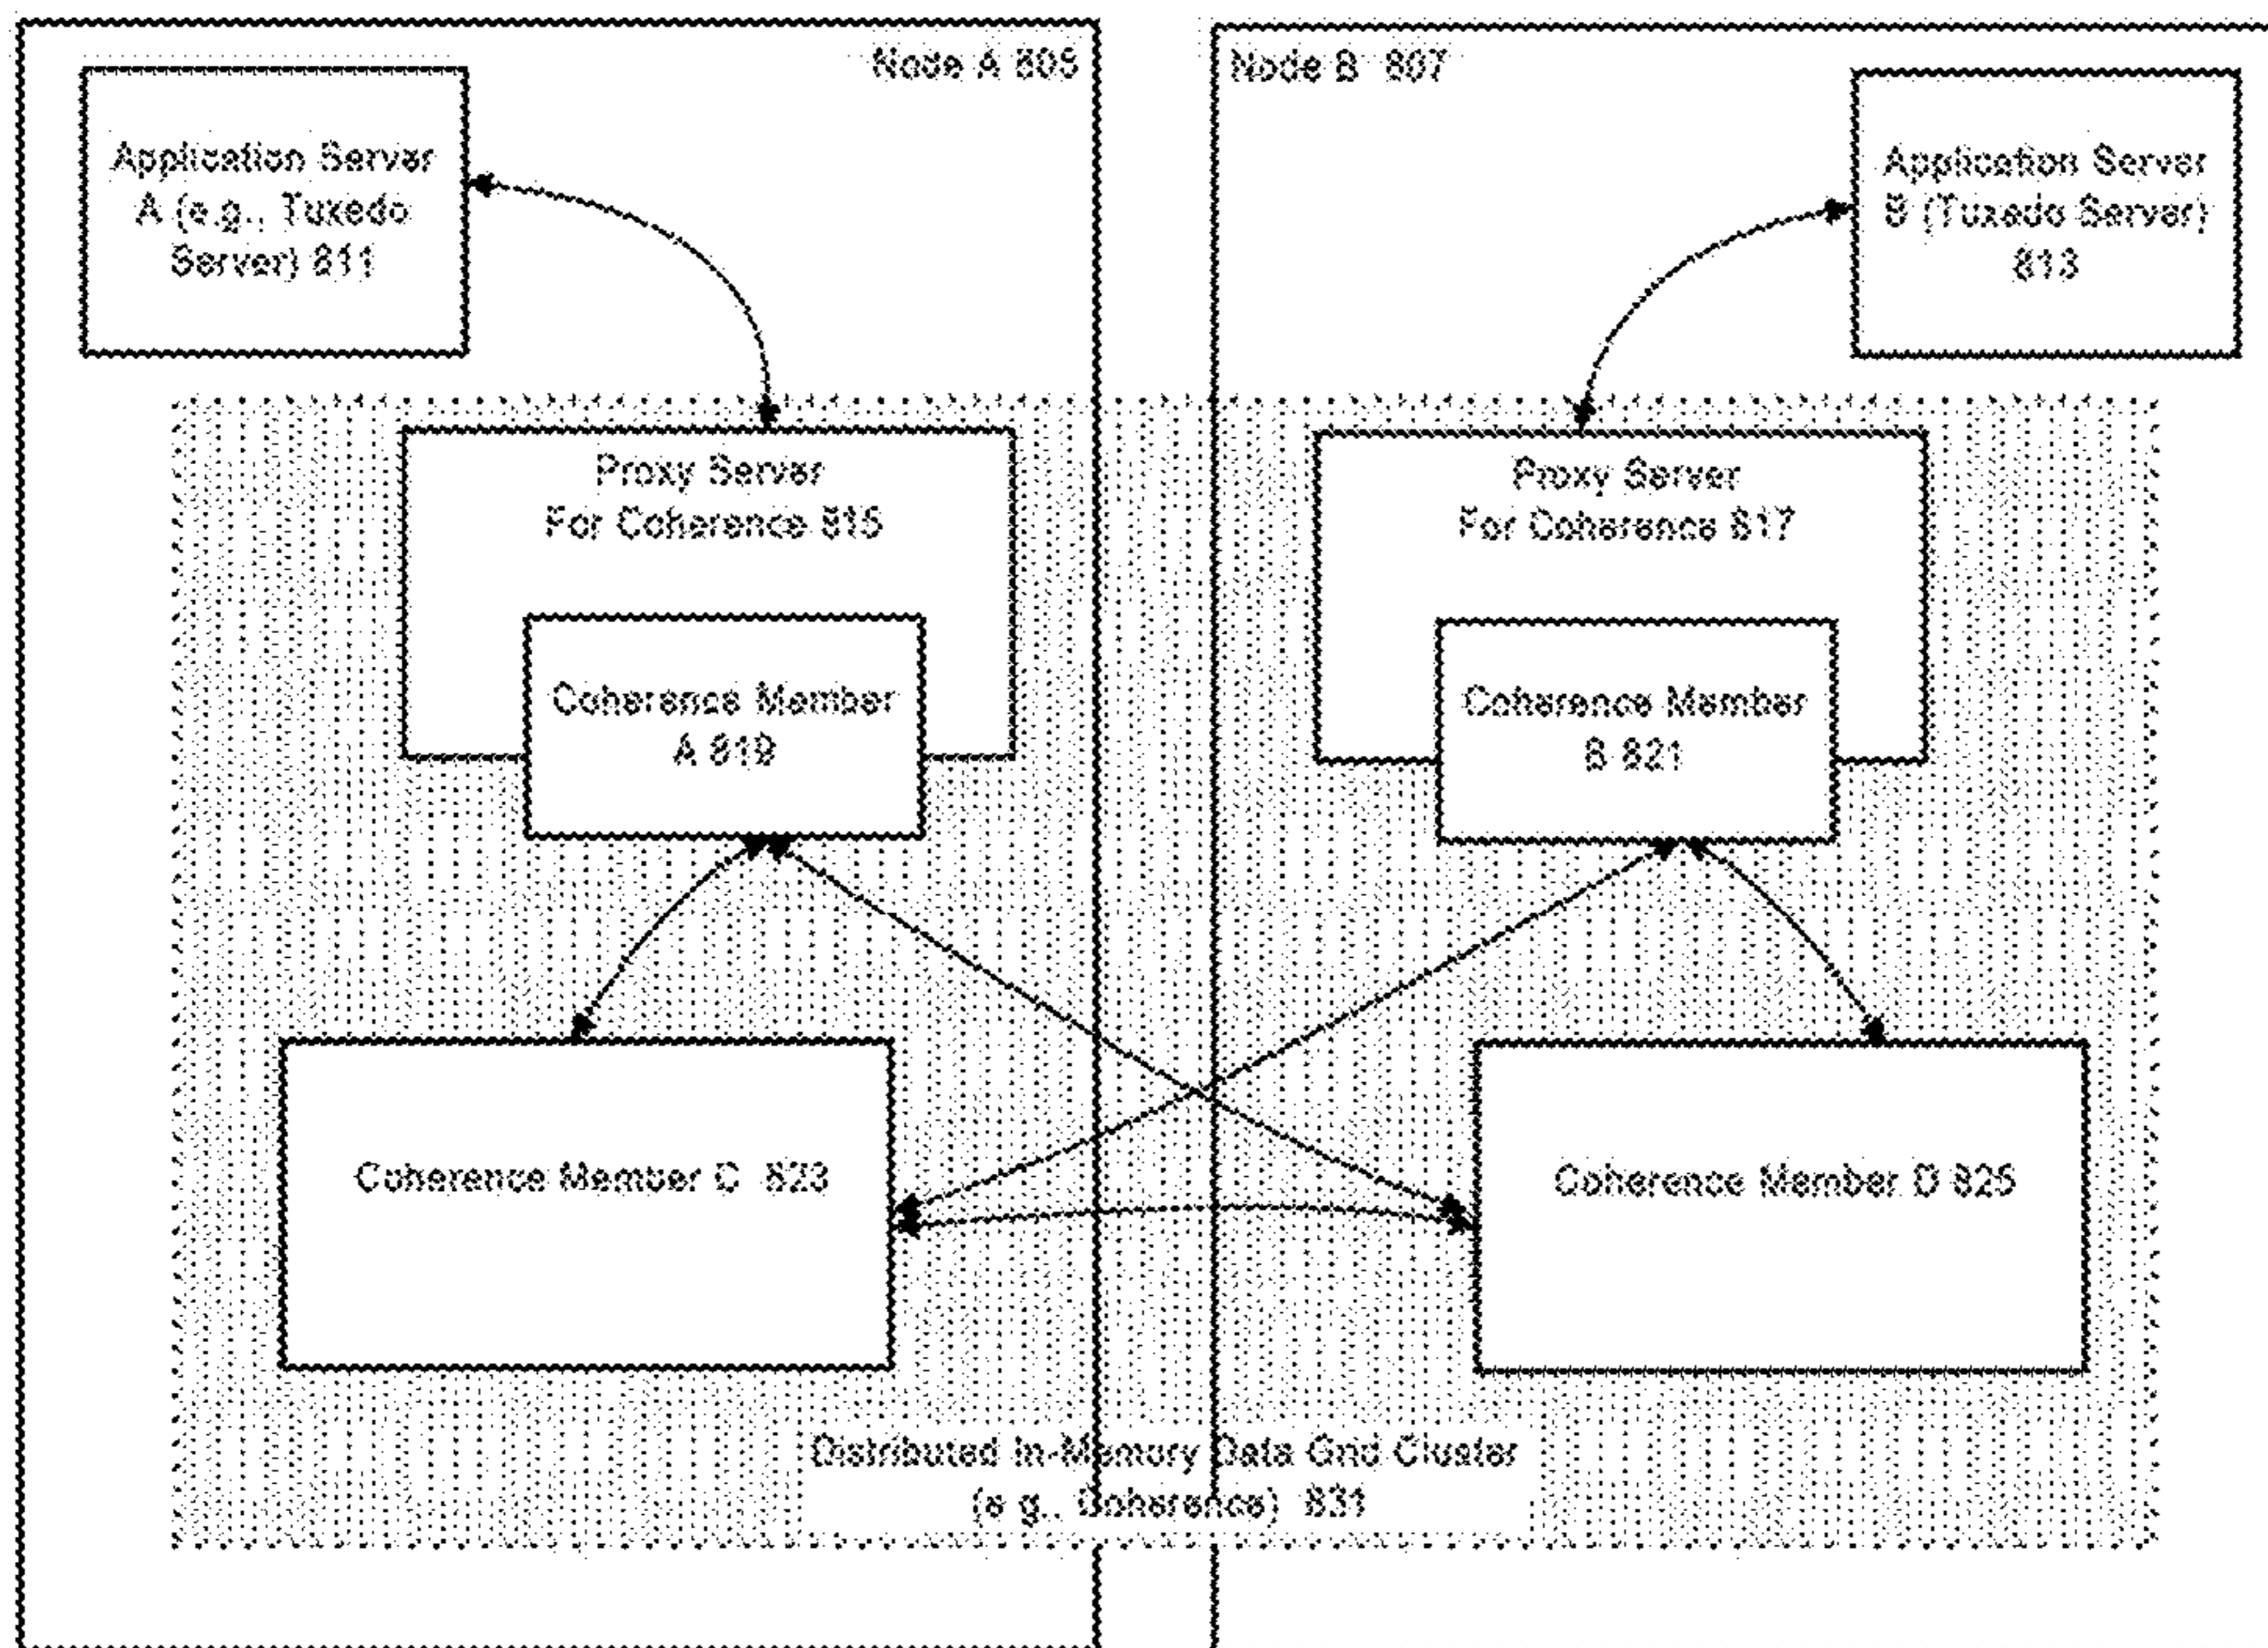 Node A 805
Node B 807
Application Server
A (e.g., Tuxedo
Server) 811
Application Server
B (Tuxedo Server)
813
Proxy Server
For Coherence 815
Proxy Server
For Coherence 817
Coherence Member
A 819
Coherence Member
B 821
Coherence Member C 823
Coherence Member D 825
Distributed In-Memory Data Grid Cluster
(e.g., Coherence) 831